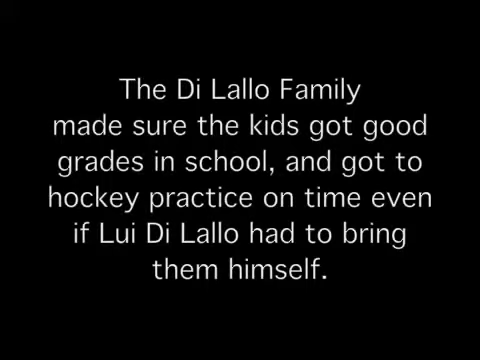 The Di Lallo Family
made sure the kids got good
grades in school, and got to
hockey practice on time even
if Lui Di Lallo had to bring
them himself.